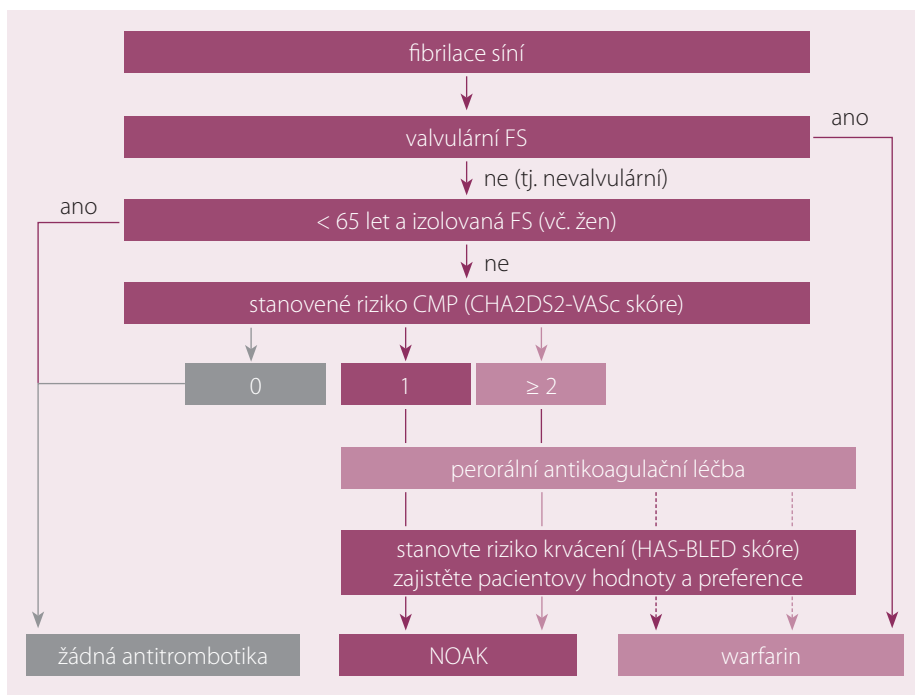 fibrilace síní
valvulární FS
ano
ne (tj. nevalvulární)
ano
< 65 let a izolovaná FS (vč. žen)
ne
stanovené riziko CMP (CHA2DS2-VASc skóre)
0
1
≥ 2
perorální antikoagulační léčba
stanovte riziko krvácení (HAS-BLED skóre)
zajistěte pacientovy hodnoty a preference
žádná antitrombotika
NOAK
warfarin